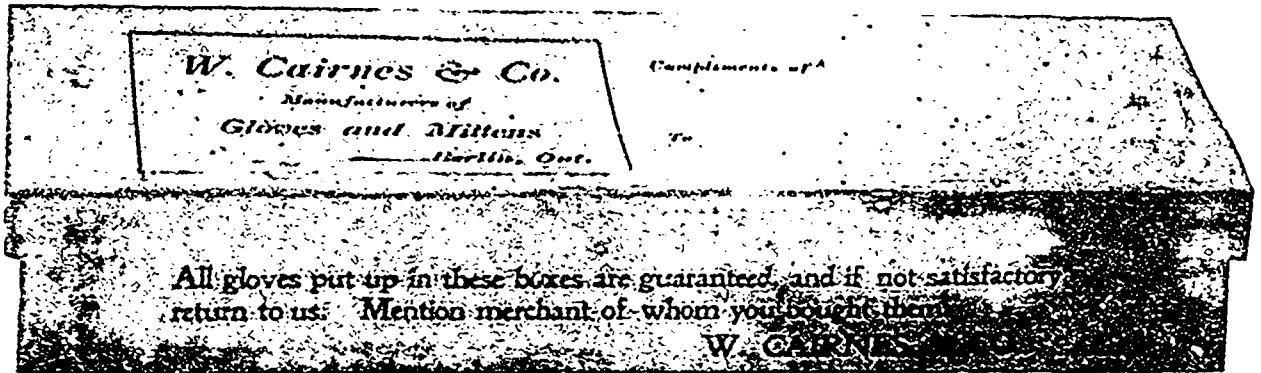 W. Cairnes & Co.
Manufacturers of
Gloves and Mittens
Berlin, Ont.
Compliments of
To
All gloves put up in these boxes are guaranteed, and if not satisfactory
return to us. Mention merchant of whom you bought them.
W. CAIRNES & CO.